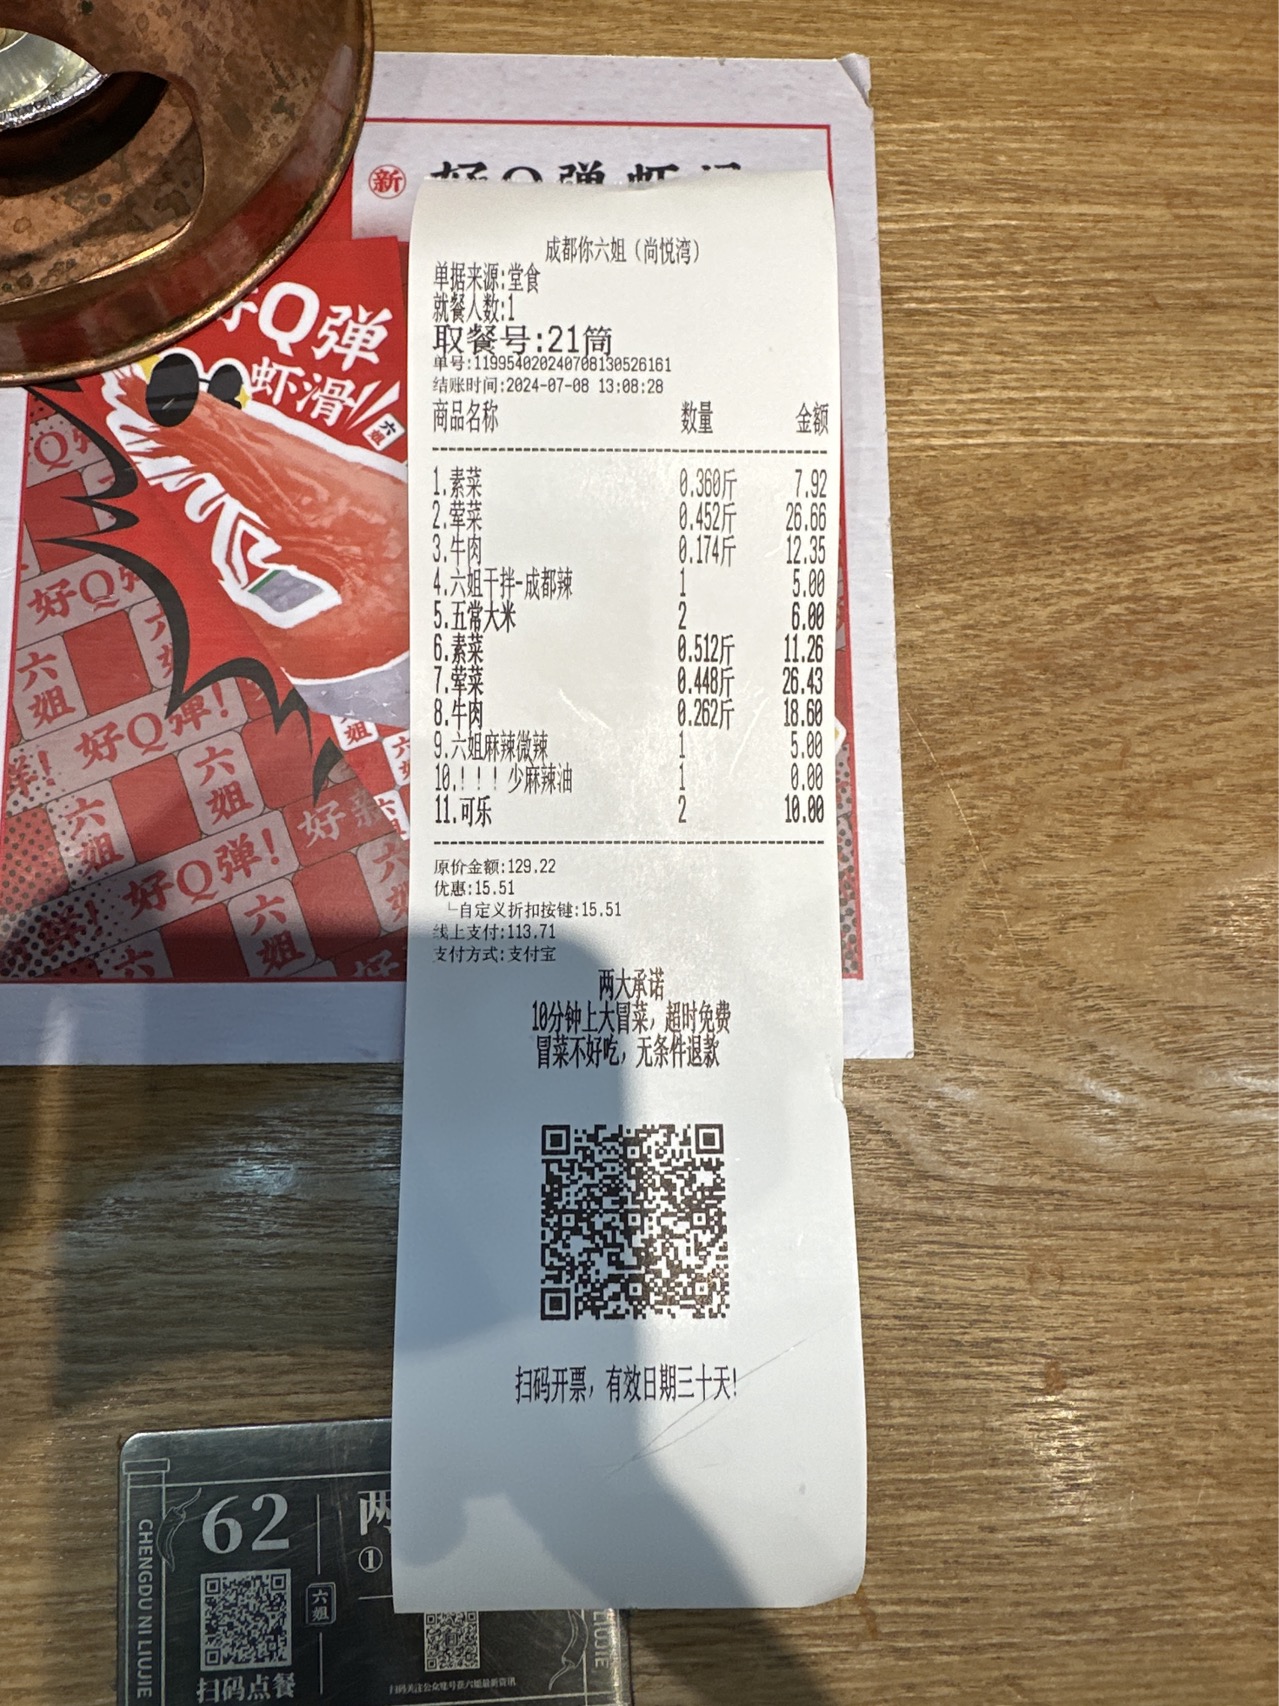 新
成都你六姐（尚悦湾）
单据来源:堂食
就餐人数:1
取餐号:21筒
单号:119954020240708130526161
结账时间:2024-07-08 13:08:28
商品名称 数量 金额
1.素菜 0.360斤 7.92
2.荤菜 0.452斤 26.66
3.牛肉 0.174斤 12.35
4.六姐干拌-成都辣 1 5.00
5.五常大米 2 6.00
6.素菜 0.512斤 11.26
7.荤菜 0.448斤 26.43
8.牛肉 0.262斤 18.60
9.六姐麻辣微辣 1 5.00
10.！！！少麻辣油 1 0.00
11.可乐 2 10.00
原价金额:129.22
优惠:15.51
└自定义折扣按键:15.51
线上支付:113.71
支付方式:支付宝
两大承诺
10分钟上大冒菜，超时免费
冒菜不好吃，无条件退款
扫码开票，有效日期三十天!
Q弹
虾滑
六姐
好Q弹!
六姐
好Q弹!
六姐
62
①
CHENGDU NI LIUJIE
六姐
扫码点餐